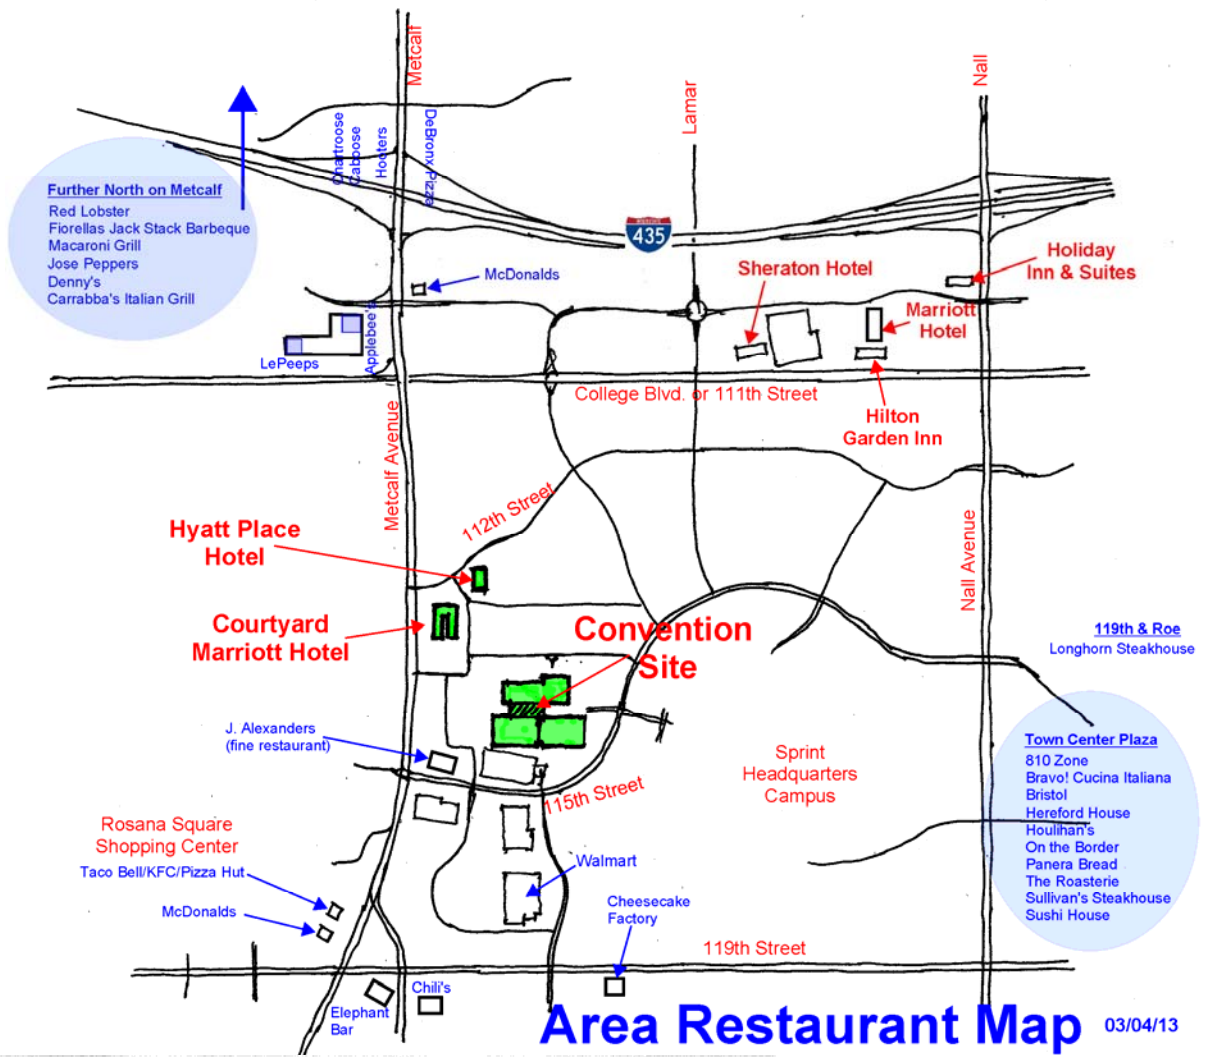 Metcalf
Nall
Lamar
Chartroose
Caboose
Hooters
DeBronx Pizza
Further North on Metcalf
Red Lobster
Fiorellas Jack Stack Barbeque
Macaroni Grill
Jose Peppers
Denny's
Carrabba's Italian Grill
435
McDonalds
Sheraton Hotel
Holiday
Inn & Suites
Marriott
Hotel
Applebee's
LePeeps
College Blvd. or 111th Street
Hilton
Garden Inn
Metcalf Avenue
112th Street
Hyatt Place
Hotel
Nall Avenue
Courtyard
Marriott Hotel
Convention
Site
119th & Roe
Longhorn Steakhouse
J. Alexanders
(fine restaurant)
Sprint
Headquarters
Campus
Town Center Plaza
810 Zone
Bravo! Cucina Italiana
Bristol
Hereford House
Houlihan's
On the Border
Panera Bread
The Roasterie
Sullivan's Steakhouse
Sushi House
115th Street
Rosana Square
Shopping Center
Taco Bell/KFC/Pizza Hut
McDonalds
Walmart
Cheesecake
Factory
119th Street
Chili's
Elephant
Bar
Area Restaurant Map
03/04/13